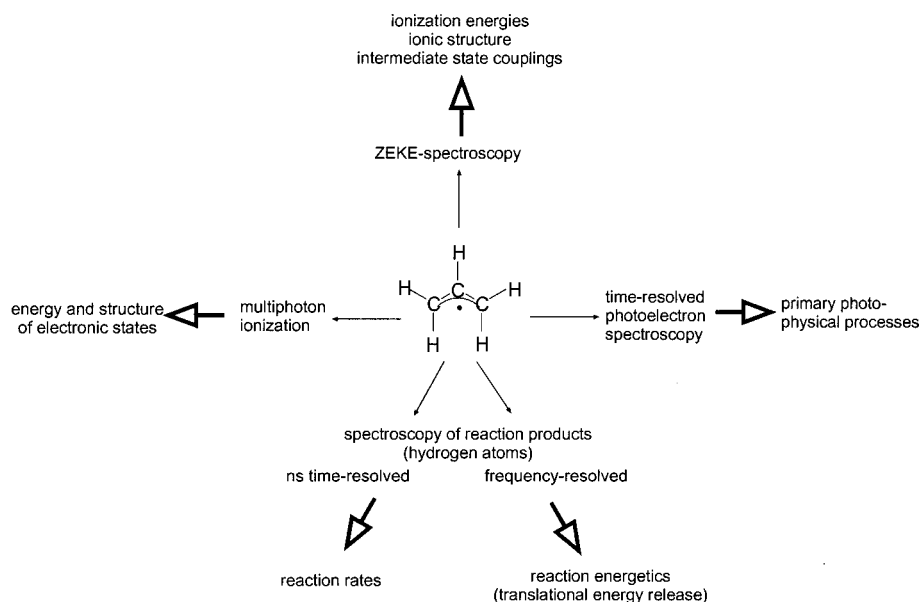 ionization energies
ionic structure
intermediate state couplings
ZEKE-spectroscopy
H
H C C C H
H H
energy and structure
of electronic states
multiphoton
ionization
time-resolved
photoelectron
spectroscopy
primary photo-
physical processes
spectroscopy of reaction products
(hydrogen atoms)
ns time-resolved
frequency-resolved
reaction rates
reaction energetics
(translational energy release)